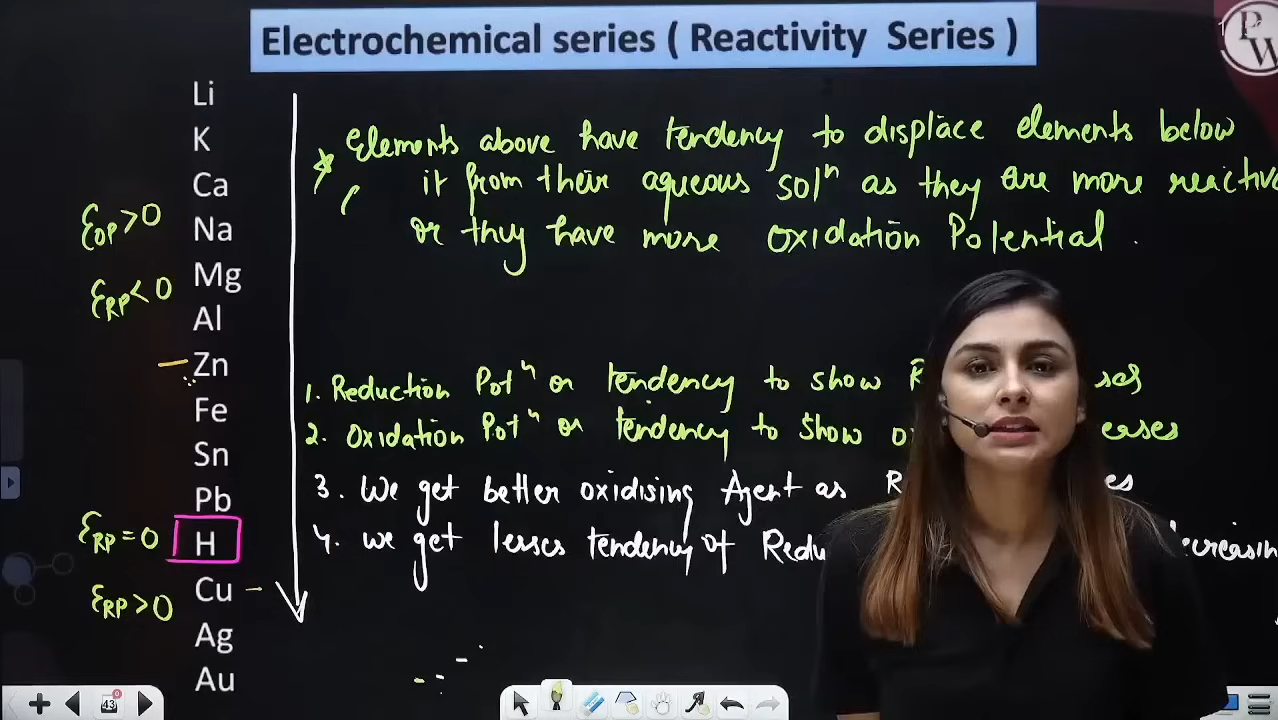 Electrochemical series ( Reactivity Series )
PW
Li
K
Ca
Na
Mg
Al
Zn
Fe
Sn
Pb
H
Cu
Ag
Au
ℰOP>0
ℰRP<0
ℰRP=0
ℰRP>0
* Elements above have tendency to displace elements below
it from their aqueous solⁿ as they are more
or they have more Oxidation Potential.
1. Reduction Potⁿ or tendency to show
2. Oxidation Potⁿ or tendency to show
3. We get better oxidising Agent as
4. we get lesses tendency of
43